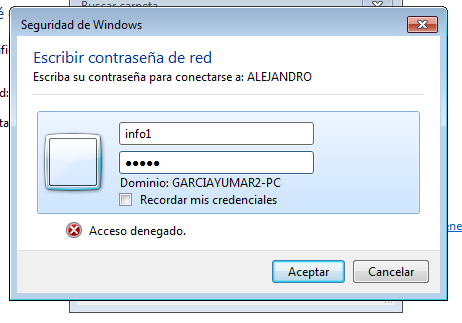 Buscar carpeta
Seguridad de Windows
Escribir contraseña de red
Escriba su contraseña para conectarse a: ALEJANDRO
info1
•••••
Dominio: GARCIAYUMAR2-PC
Recordar mis credenciales
Acceso denegado.
Aceptar
Cancelar